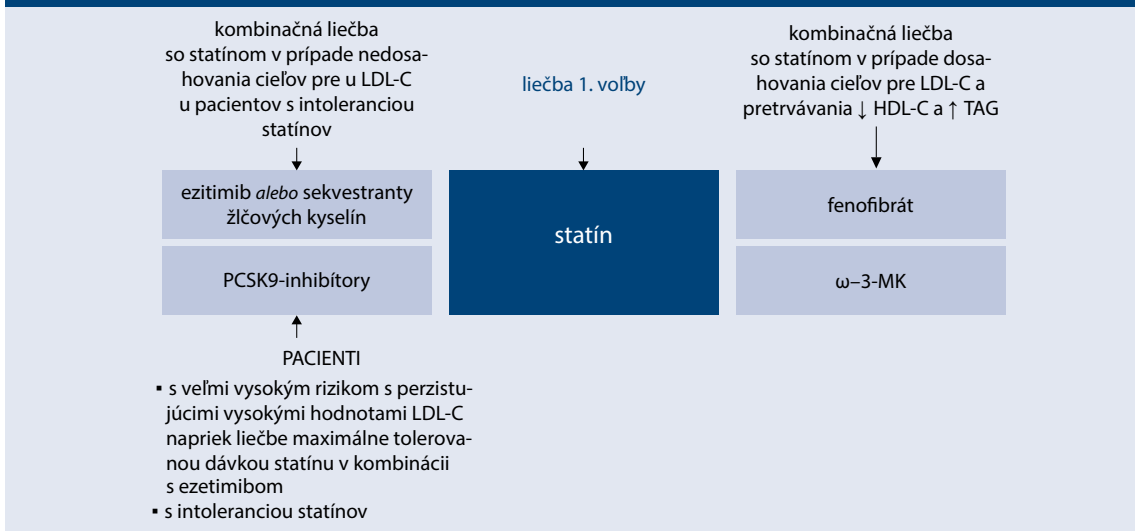 kombinačná liečba
so statínom v prípade nedosa-
hovania cieľov pre u LDL-C
u pacientov s intoleranciou
statínov
ezitimib alebo sekvestranty
žlčových kyselín
PCSK9-inhibítory
PACIENTI
▪ s veľmi vysokým rizikom s perzistu-
júcimi vysokými hodnotami LDL-C
napriek liečbe maximálne tolerova-
nou dávkou statínu v kombinácii
s ezetimibom
▪ s intoleranciou statínov
liečba 1. voľby
statín
kombinačná liečba
so statínom v prípade dosa-
hovania cieľov pre LDL-C a
pretrvávania ↓ HDL-C a ↑ TAG
fenofibrát
ω–3-MK